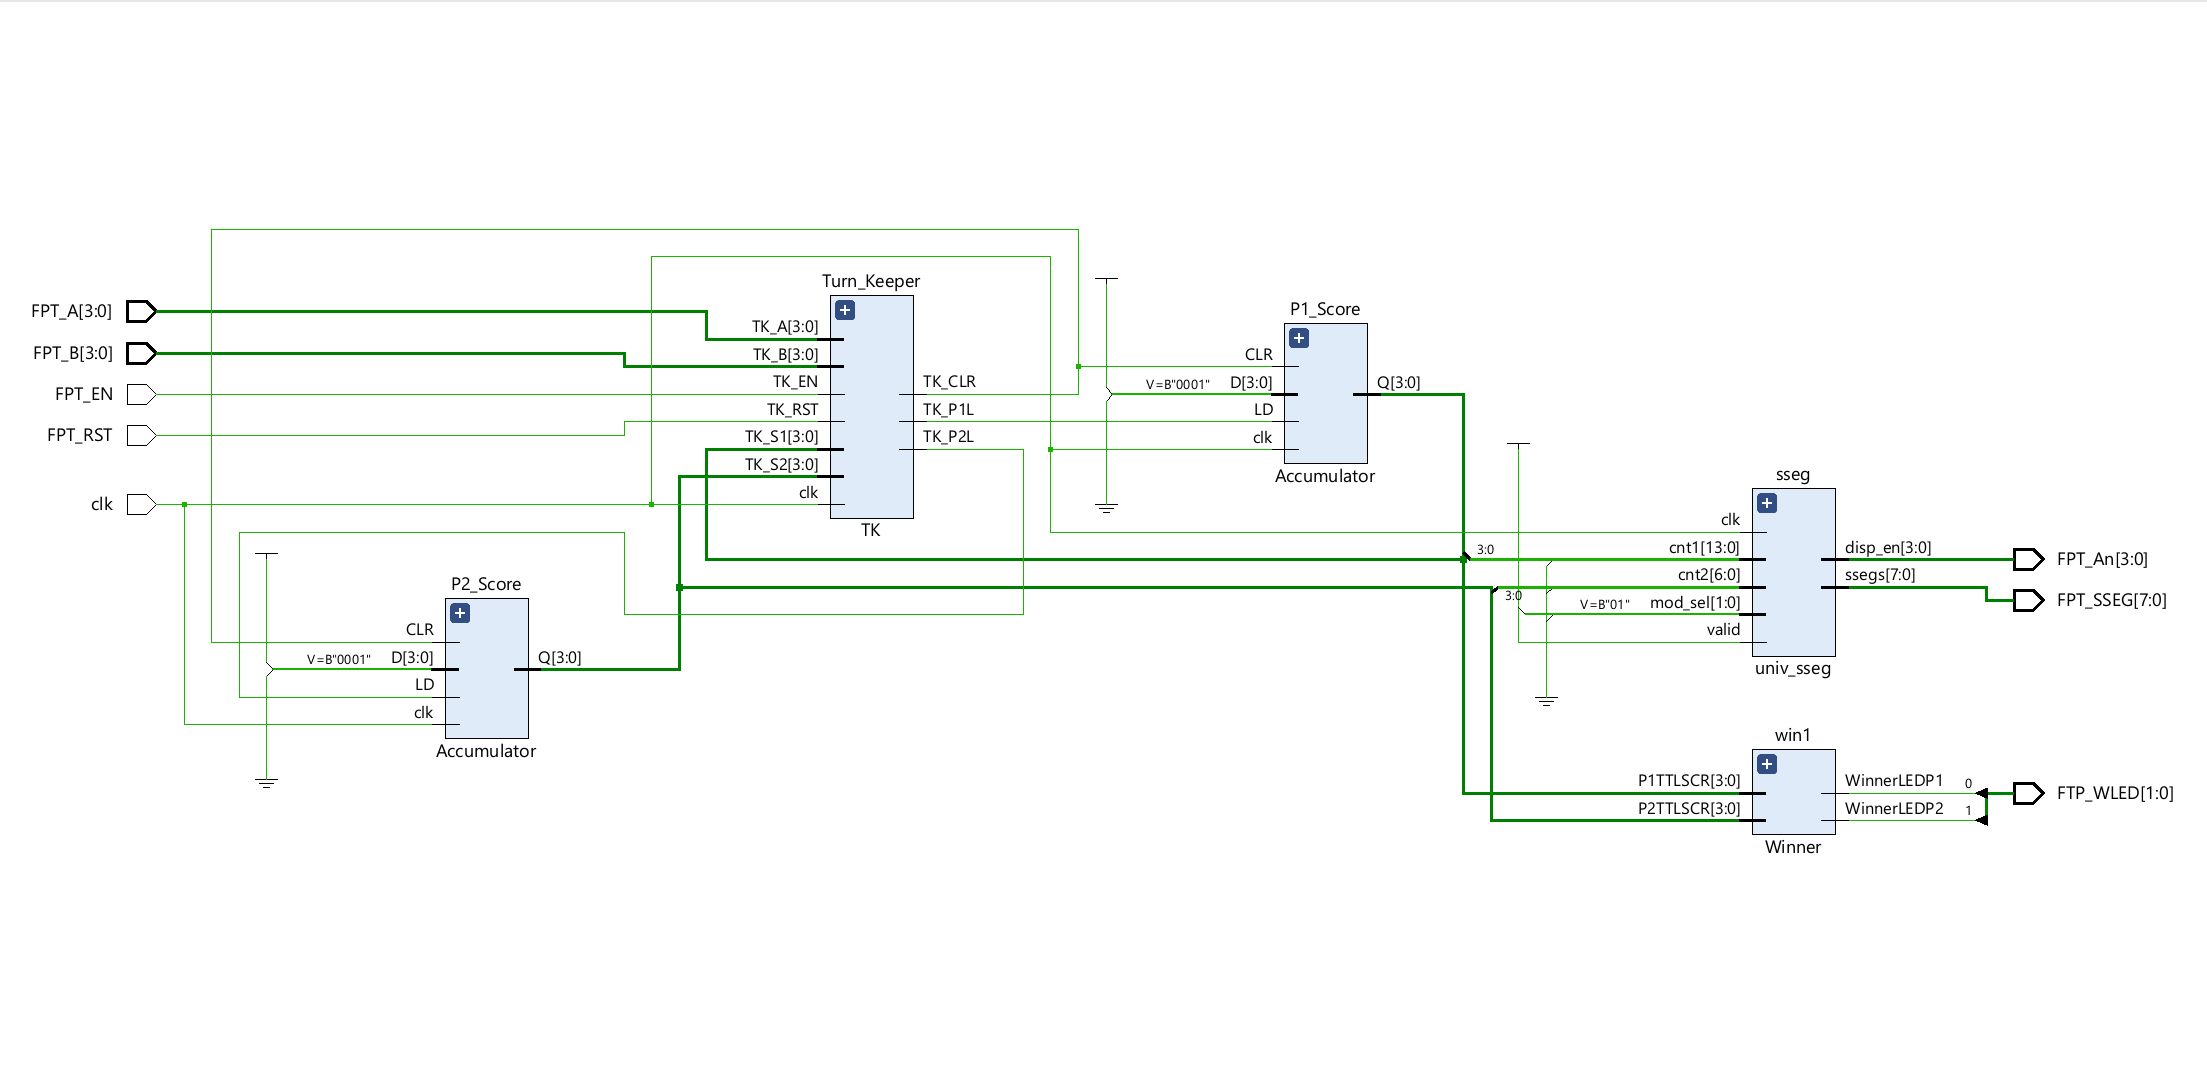 FPT_A[3:0]
FPT_B[3:0]
FPT_EN
FPT_RST
clk
Turn_Keeper
TK_A[3:0]
TK_B[3:0]
TK_EN
TK_RST
TK_S1[3:0]
TK_S2[3:0]
clk
TK_CLR
TK_P1L
TK_P2L
TK
P2_Score
CLR
V=B"0001" D[3:0]
LD
clk
Q[3:0]
Accumulator
P1_Score
CLR
V=B"0001" D[3:0]
LD
clk
Q[3:0]
Accumulator
3:0
3:0
sseg
clk
cnt1[13:0]
cnt2[6:0]
V=B"01" mod_sel[1:0]
valid
disp_en[3:0]
ssegs[7:0]
univ_sseg
FPT_An[3:0]
FPT_SSEG[7:0]
win1
P1TTLSCR[3:0]
P2TTLSCR[3:0]
WinnerLEDP1 0
WinnerLEDP2 1
Winner
FTP_WLED[1:0]